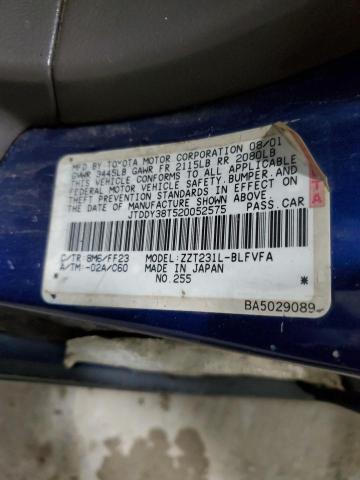 MFD BY TOYOTA MOTOR CORPORATION 08/01
GVWR 3445LB GAWR FR 2115LB RR 2080LB
THIS VEHICLE CONFORMS TO ALL APPLICABLE
FEDERAL MOTOR VEHICLE SAFETY, BUMPER, AND
THEFT PREVENTION STANDARDS IN EFFECT ON
THE DATE OF MANUFACTURE SHOWN ABOVE.
JTDDY38T520052575 PASS.CAR
C/TR 8M6/FF23 MODEL: ZZT231L-BLFVFA
A/TM -02A/C60 MADE IN JAPAN
NO.255
BA5029089
TA